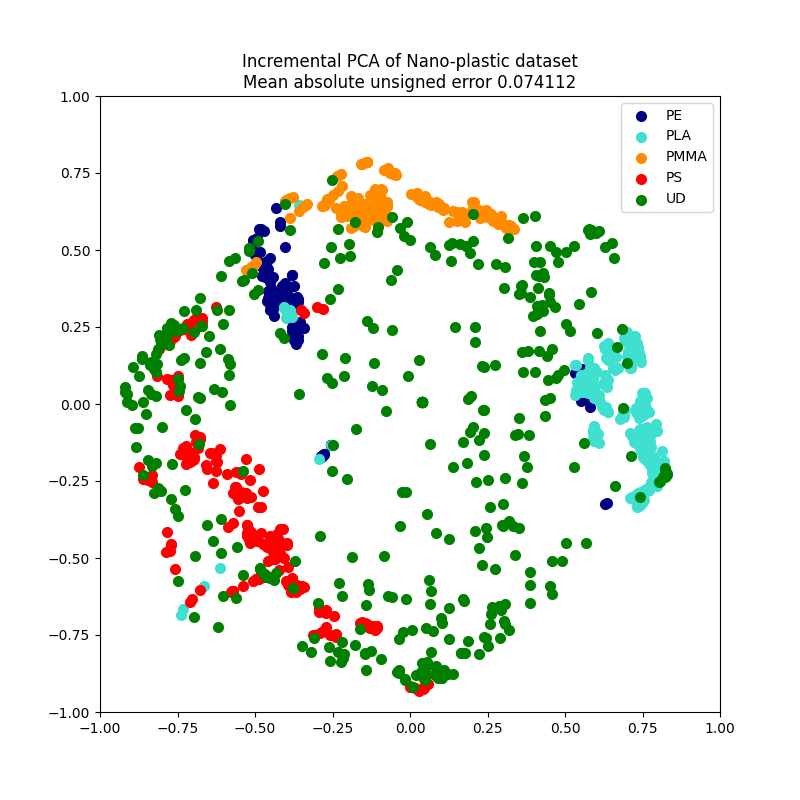 Incremental PCA of Nano-plastic dataset
Mean absolute unsigned error 0.074112
1.00
0.75
0.50
0.25
0.00
−0.25
−0.50
−0.75
−1.00
PE
PLA
PMMA
PS
UD
−1.00 −0.75 −0.50 −0.25 0.00 0.25 0.50 0.75 1.00